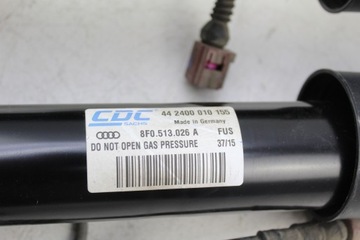 CDC 44 2400 010 155
SACHS Made in Germany
8F0.513.026 A FUS
DO NOT OPEN GAS PRESSURE 37/15